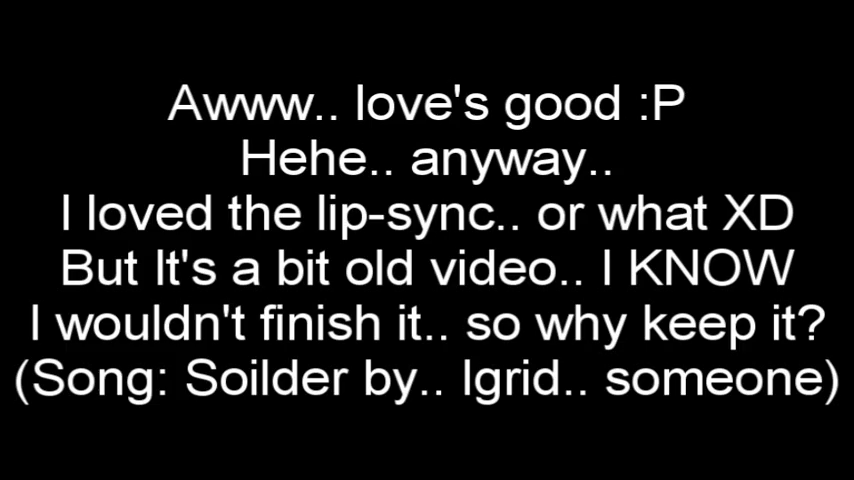 Awww.. love's good :P
Hehe.. anyway..
I loved the lip-sync.. or what XD
But It's a bit old video.. I KNOW
I wouldn't finish it.. so why keep it?
(Song: Soilder by.. Igrid.. someone)